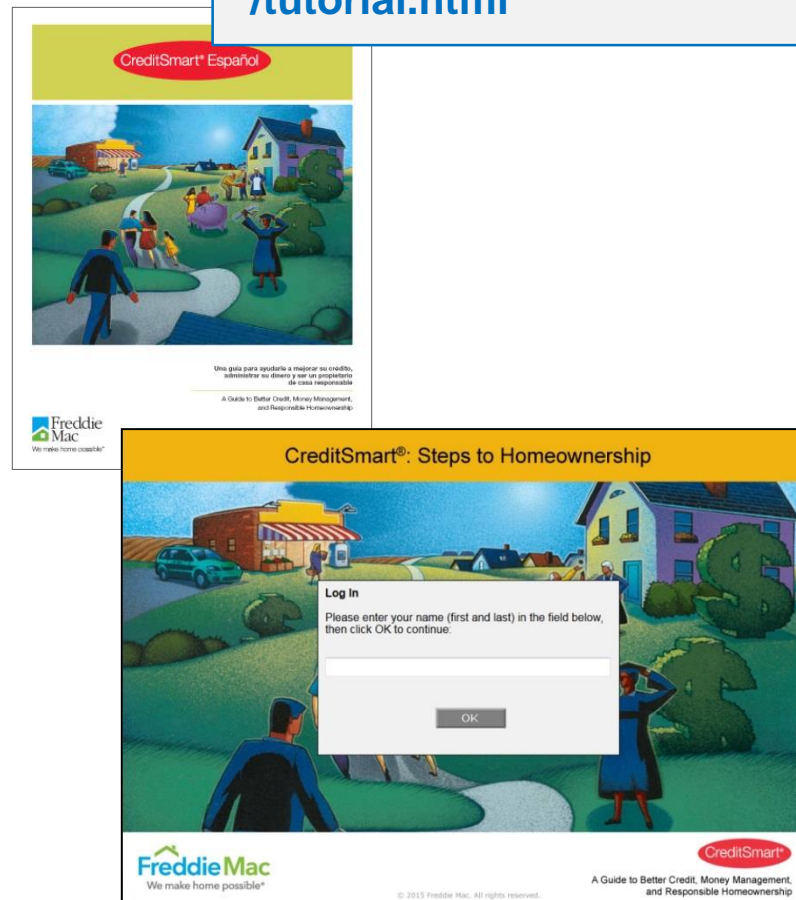 /tutorial.html
CreditSmart® Español
Una guía para ayudarle a mejorar su crédito,
administrar su dinero y ser un propietario
de casa responsable
A Guide to Better Credit, Money Management,
and Responsible Homeownership
Freddie
Mac
We make home possible®
CreditSmart®: Steps to Homeownership
Log In
Please enter your name (first and last) in the field below,
then click OK to continue:
OK
Freddie Mac
We make home possible®
© 2015 Freddie Mac. All rights reserved.
CreditSmart®
A Guide to Better Credit, Money Management,
and Responsible Homeownership